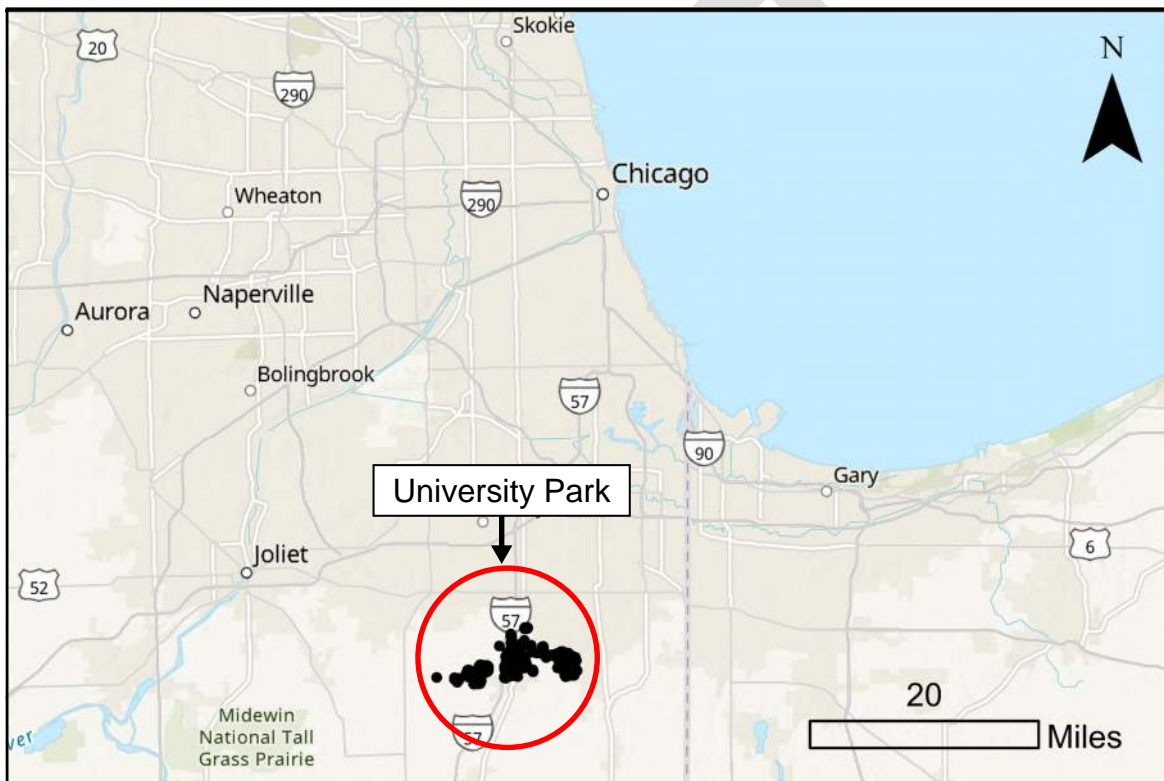 Skokie
20
N
290
Chicago
Wheaton
290
Naperville
Aurora
Bolingbrook
57
90
Gary
University Park
6
Joliet
52
57
20
Miles
Midewin
National Tall
Grass Prairie
57